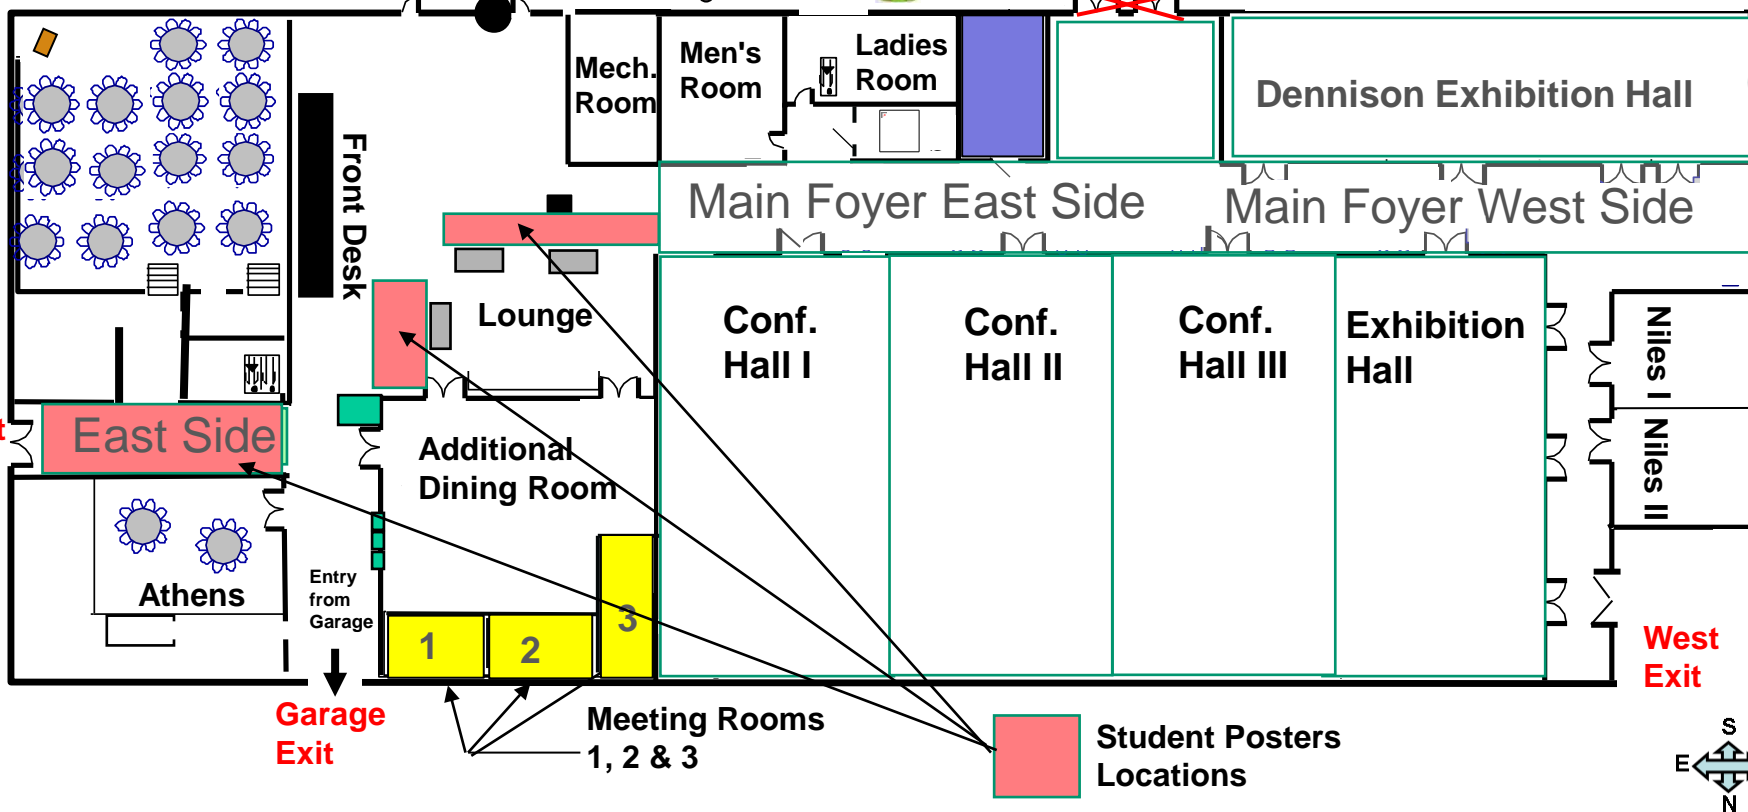 Mech.
Room
Men's
Room
Ladies
Room
Dennison Exhibition Hall
Front Desk
Main Foyer East Side
Main Foyer West Side
Lounge
Conf.
Hall I
Conf.
Hall II
Conf.
Hall III
Exhibition
Hall
Niles I
Niles II
East Side
Additional
Dining Room
Athens
Entry
from
Garage
1
2
3
Garage
Exit
Meeting Rooms
1, 2 & 3
Student Posters
Locations
West
Exit
S
E
N